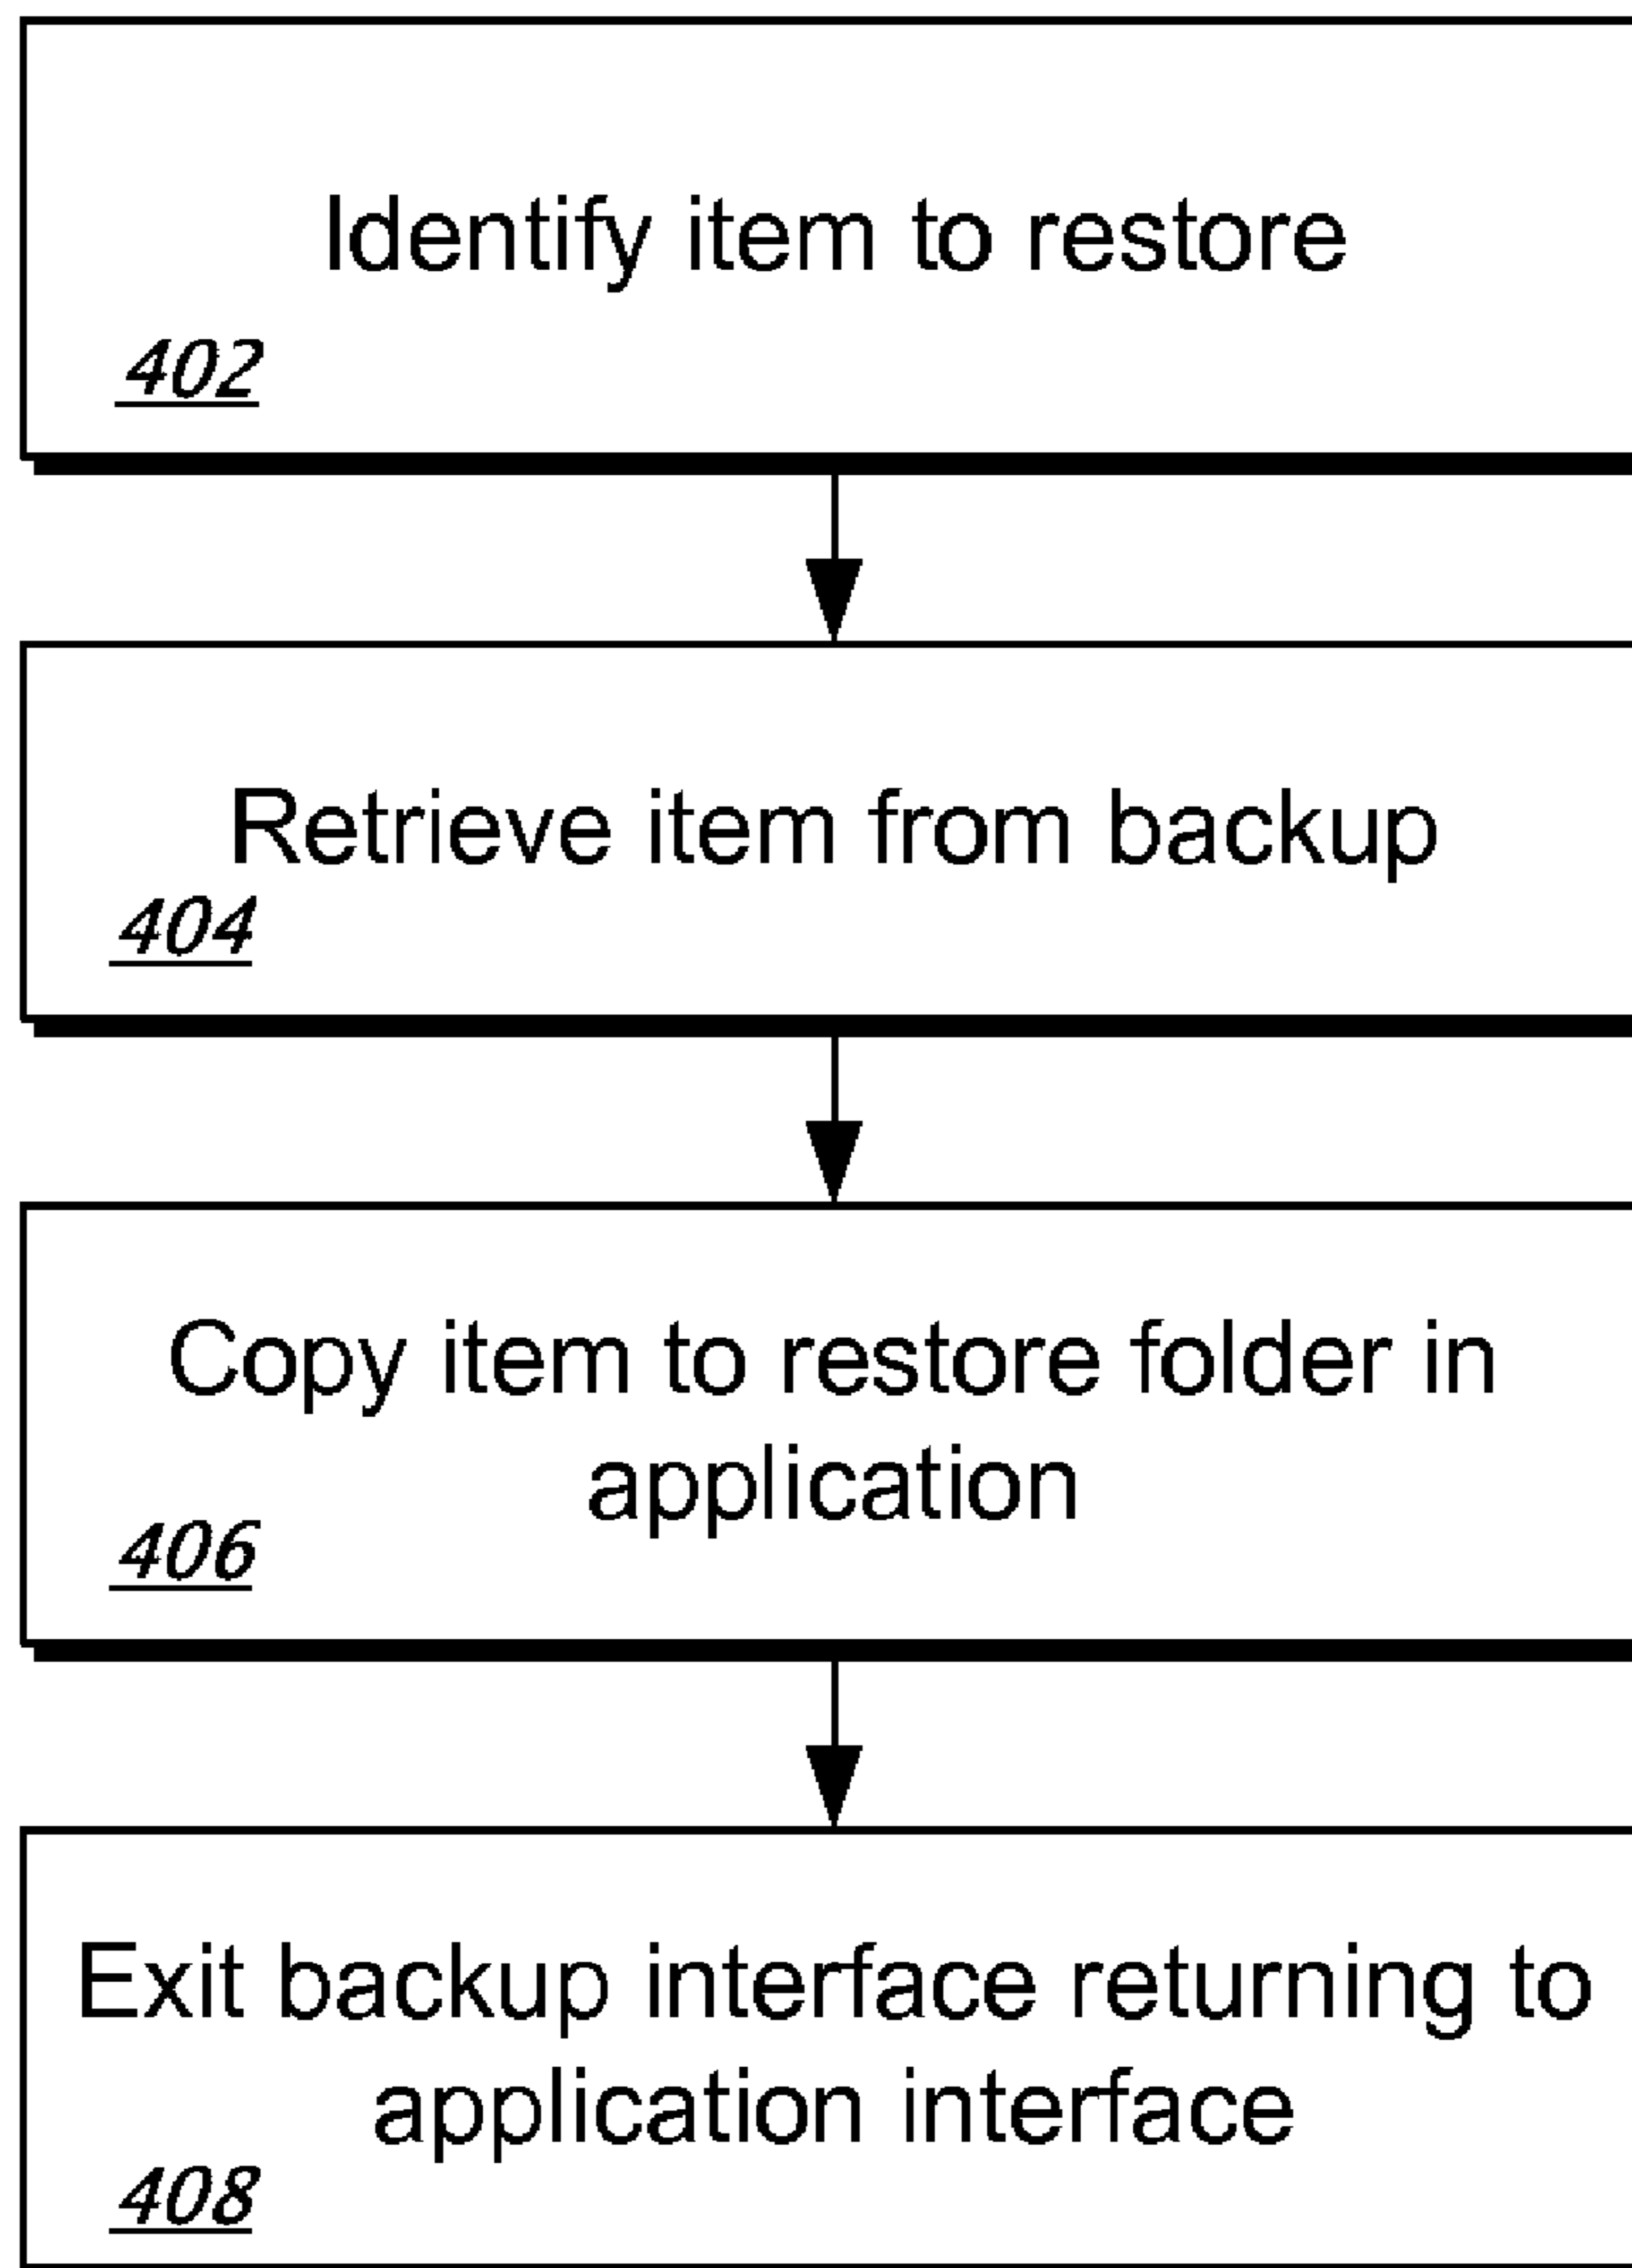 Identify item to restore
402
Retrieve item from backup
404
Copy item to restore folder in
application
406
Exit backup interface returning to
application interface
408